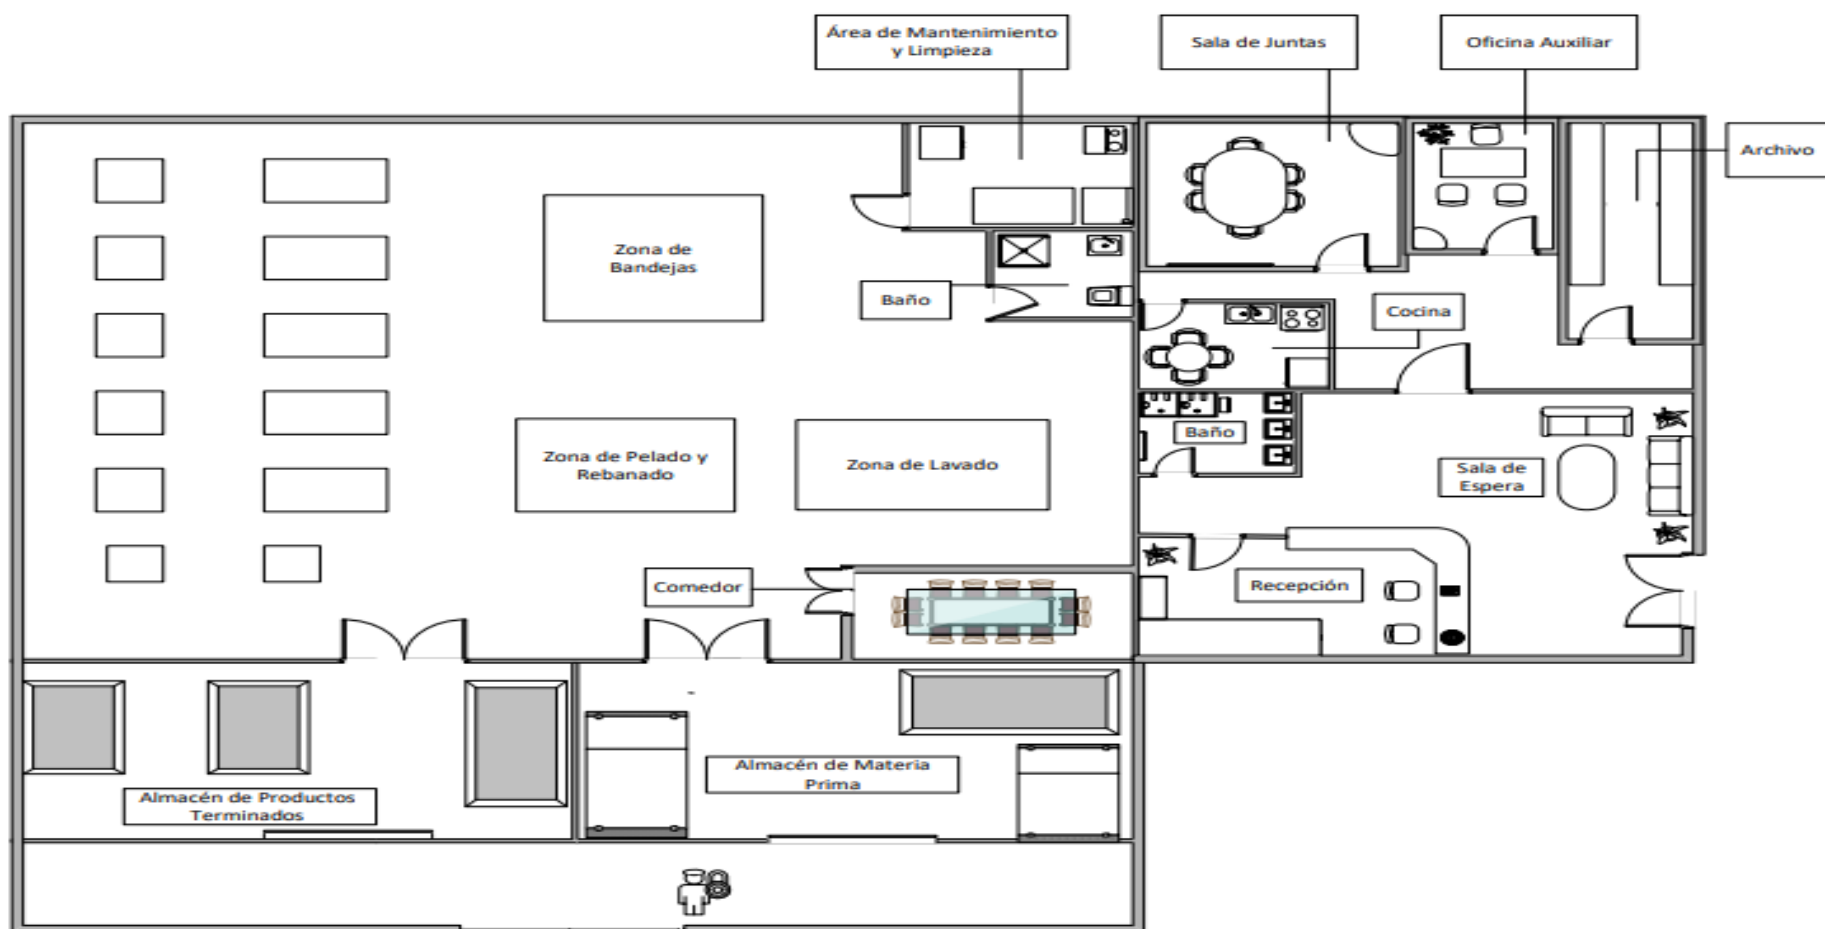 Área de Mantenimiento
y Limpieza
Sala de Juntas
Oficina Auxiliar
Archivo
Zona de
Bandejas
Baño
Cocina
Baño
Zona de Pelado y
Rebanado
Zona de Lavado
Sala de
Espera
Comedor
Recepción
Almacén de Materia
Prima
Almacén de Productos
Terminados